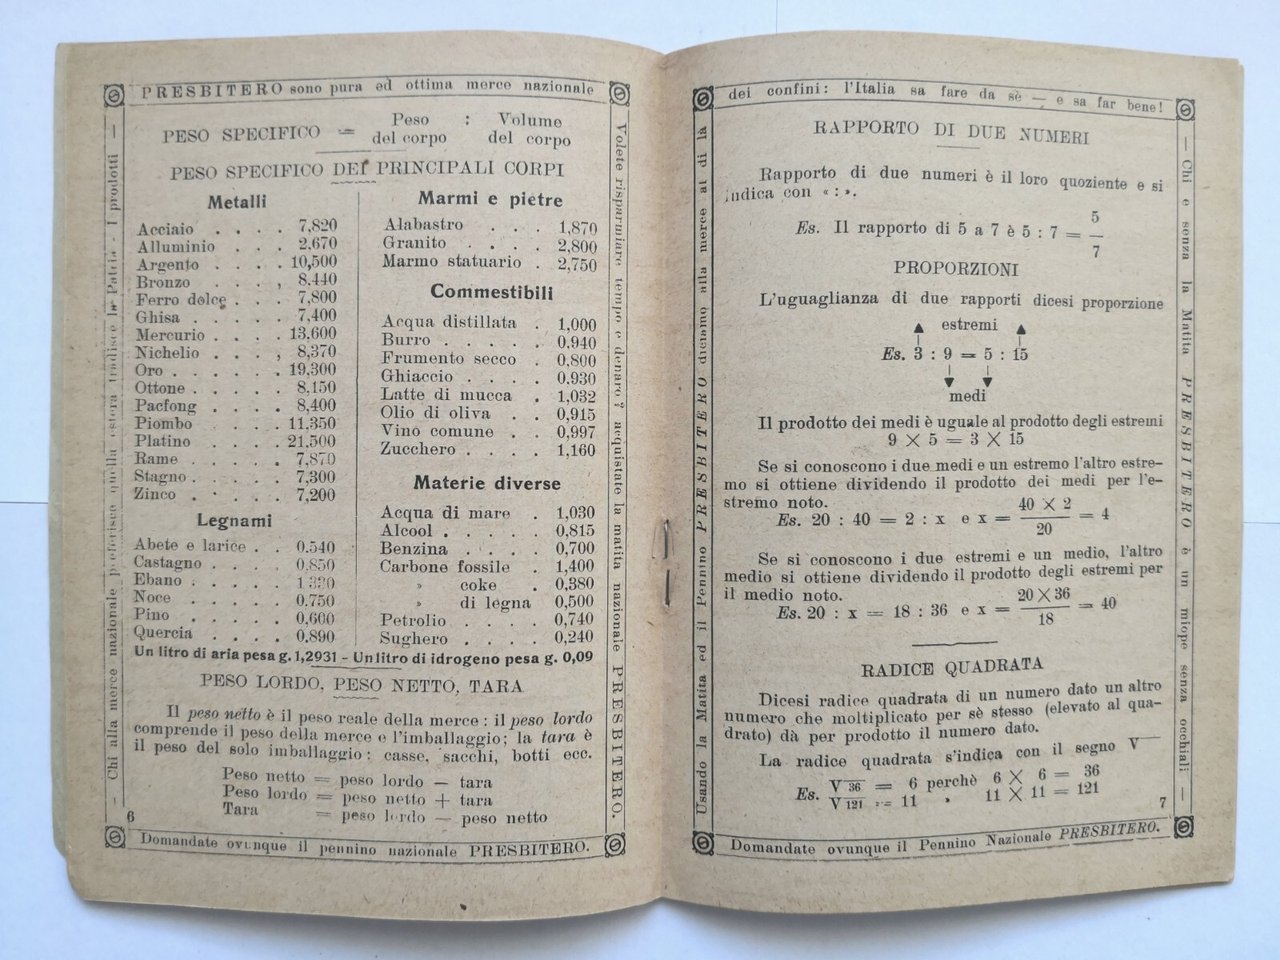 PRESBITERO sono pura ed ottima merce nazionale
Volete risparmiare tempo e denaro? acquistate la matita nazionale PRESBITERO.
Domandate ovunque il pennino nazionale PRESBITERO.
— Chi alla merce nazionale preferisce quella estera tradisce la Patria. I prodotti —
PESO SPECIFICO = Peso del corpo : Volume del corpo
PESO SPECIFICO DEI PRINCIPALI CORPI
Metalli
Acciaio . . . . 7,820
Alluminio . . . . 2,670
Argento . . . . 10,500
Bronzo . . . , 8.440
Ferro dolce . . . 7,800
Ghisa . . . . . 7,400
Mercurio . . . . 13,600
Nichelio . . . , 8,370
Oro . . . . . . 19,300
Ottone . . . . . 8,150
Pacfong . . . . 8,400
Piombo . . . . 11,350
Platino . . . . 21,500
Rame . . . . . 7,870
Stagno . . . . . 7,300
Zinco . . . . . 7,200
Legnami
Abete e larice . . 0.540
Castagno . . . . 0,850
Ebano . . . . .
Noce . . . . . 0.750
Pino . . . . . 0,600
Quercia . . . . 0.890
Marmi e pietre
Alabastro . . . 1,870
Granito . . . . 2,800
Marmo statuario . 2,750
Commestibili
Acqua distillata . 1,000
Burro . . . . . 0,940
Frumento secco . 0,800
Ghiaccio . . . . 0.930
Latte di mucca . 1,032
Olio di oliva . . 0,915
Vino comune . . 0,997
Zucchero . . . . 1,160
Materie diverse
Acqua di mare . 1,030
Alcool . . . . . 0,815
Benzina . . . . 0,700
Carbone fossile . 1,400
» coke . 0,380
» di legna 0,500
Petrolio . . . . 0,740
Sughero . . . . 0,240
Un litro di aria pesa g. 1,2931 - Un litro di idrogeno pesa g. 0,09
PESO LORDO, PESO NETTO, TARA
Il peso netto è il peso reale della merce : il peso lordo
comprende il peso della merce e l'imballaggio; la tara è
il peso del solo imballaggio : casse, sacchi, botti ecc.
Peso netto = peso lordo — tara
Peso lordo = peso netto + tara
Tara = peso lordo — peso netto
6
dei confini: l'Italia sa fare da sè — e sa far bene!
— Chi e senza la Matita PRESBITERO è un miope senza occhiali —
Domandate ovunque il Pennino Nazionale PRESBITERO.
Usando la Matita ed il Pennino PRESBITERO diciamo alla merce al di là
RAPPORTO DI DUE NUMERI
Rapporto di due numeri è il loro quoziente e si
indica con « : ».
Es. Il rapporto di 5 a 7 è 5 : 7 = 5/7
PROPORZIONI
L'uguaglianza di due rapporti dicesi proporzione
▲ estremi ▲
Es. 3 : 9 = 5 : 15
▼ ▼
medi
Il prodotto dei medi è uguale al prodotto degli estremi
9 × 5 = 3 × 15
Se si conoscono i due medi e un estremo l'altro estre-
mo si ottiene dividendo il prodotto dei medi per l'e-
stremo noto.
Es. 20 : 40 = 2 : x e x = 40 × 2 / 20 = 4
Se si conoscono i due estremi e un medio, l'altro
medio si ottiene dividendo il prodotto degli estremi per
il medio noto.
Es. 20 : x = 18 : 36 e x = 20 × 36 / 18 = 40
RADICE QUADRATA
Dicesi radice quadrata di un numero dato un altro
numero che moltiplicato per sè stesso (elevato al qua-
drato) dà per prodotto il numero dato.
La radice quadrata s'indica con il segno √
Es. √36 = 6 perchè 6 × 6 = 36
√121 = 11 » 11 × 11 = 121
7